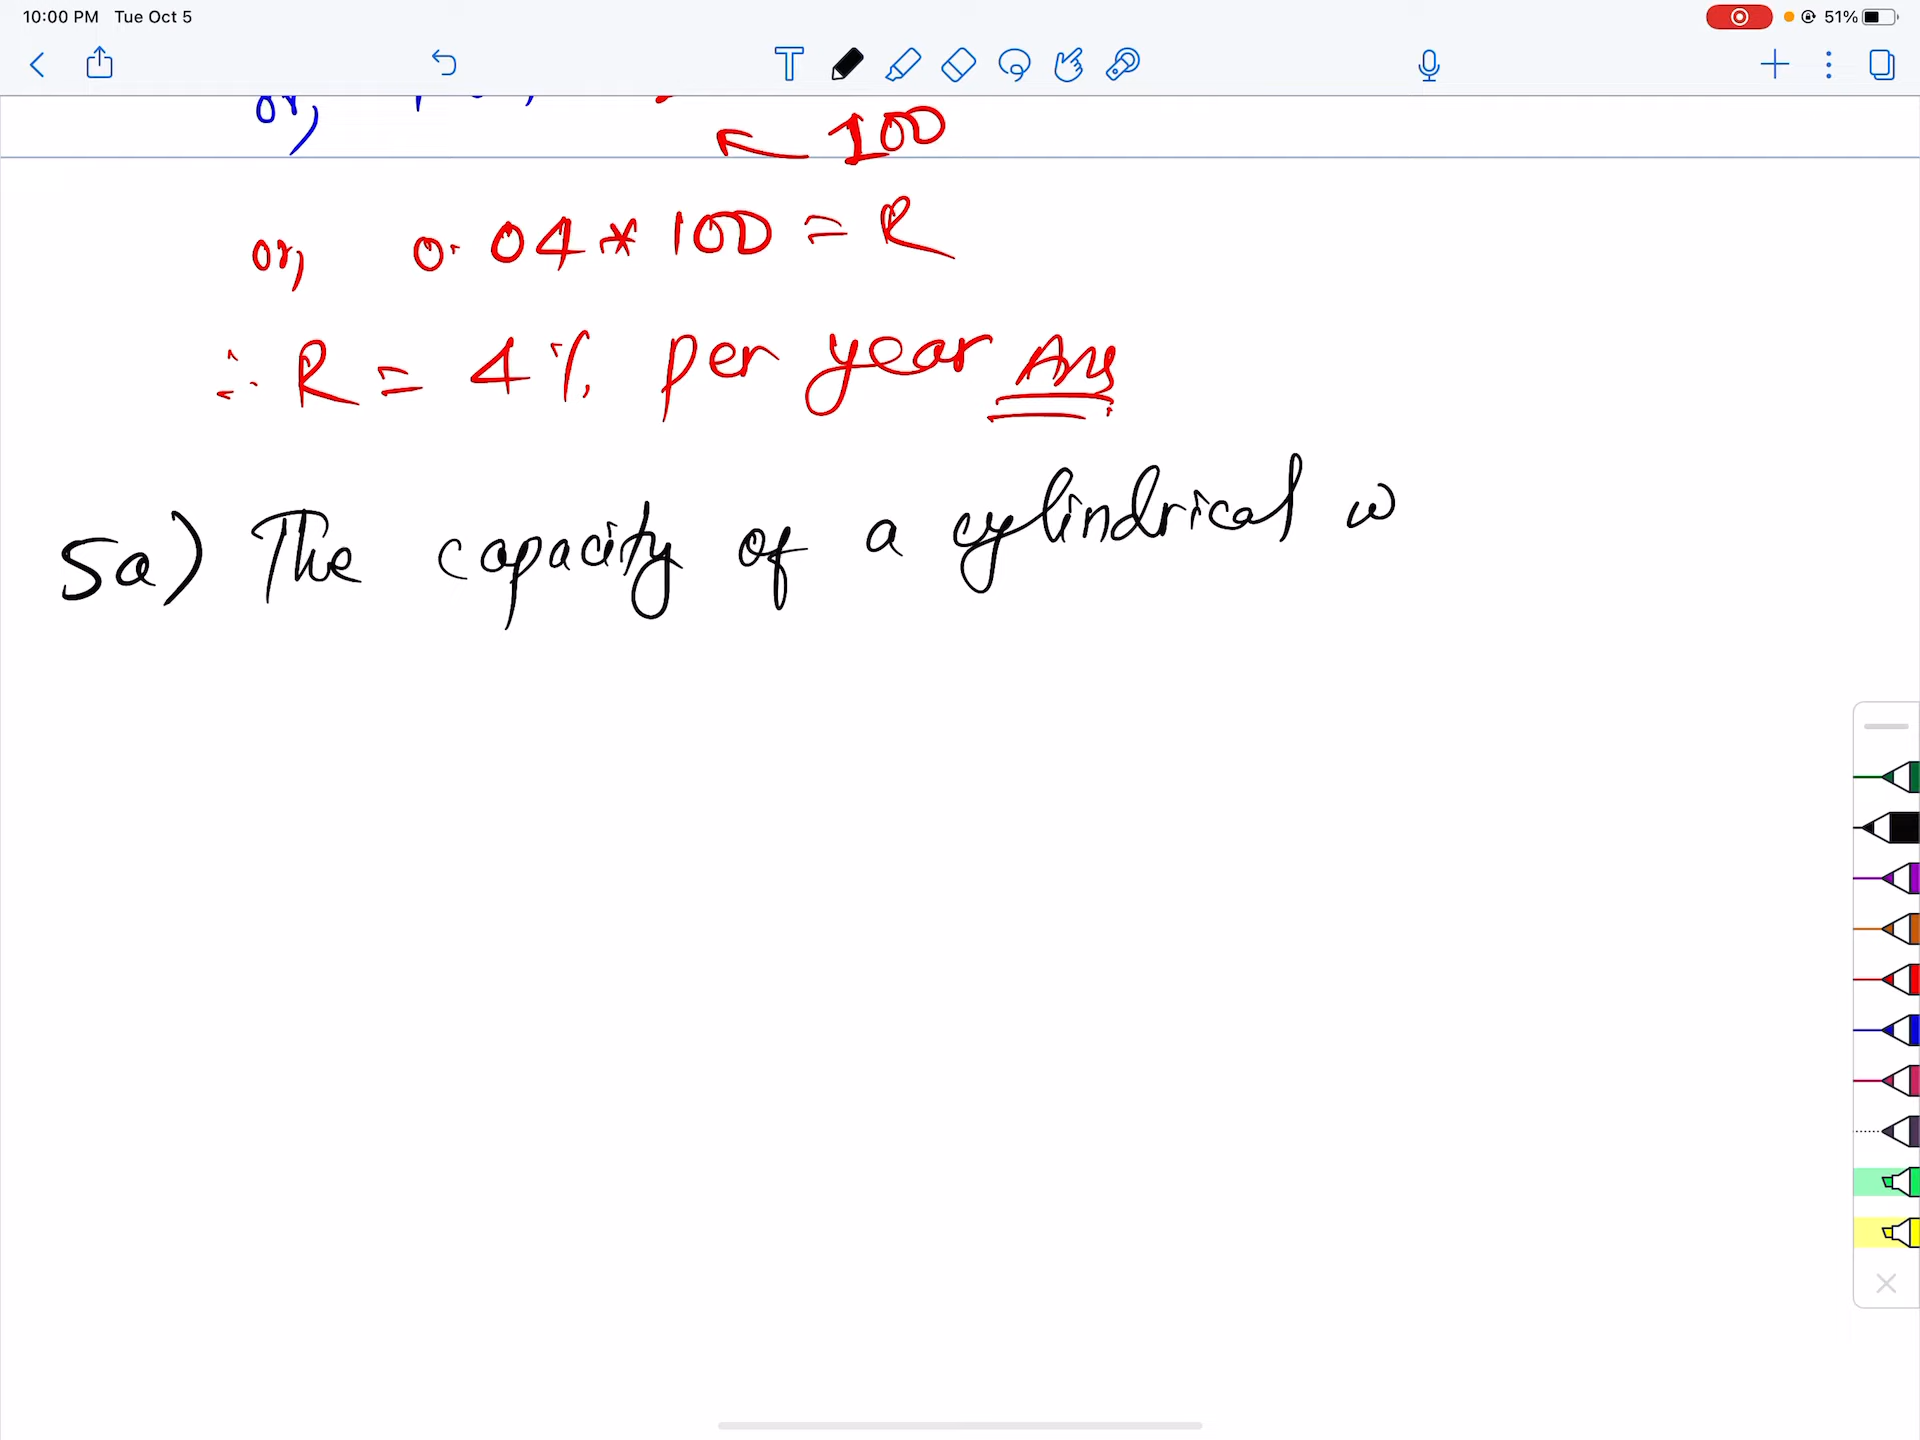 10:00 PM Tue Oct 5
51%
or,
100
or, 0.04 * 100 = R
∴ R = 4% per year Ans
5a) The capacity of a cylindrical w